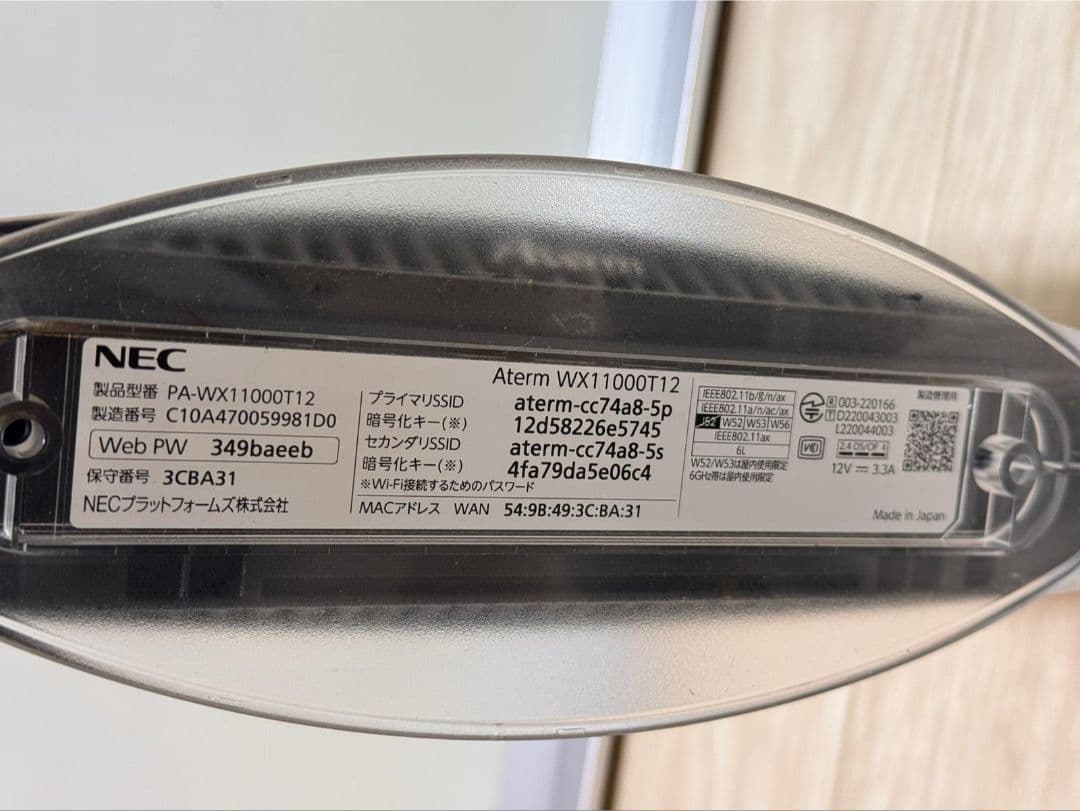 Aterm
NEC
Aterm WX11000T12
製品型番 PA-WX11000T12
製造番号 C10A470059981D0
Web PW 349baeeb
保守番号 3CBA31
NECプラットフォームズ株式会社
プライマリSSID aterm-cc74a8-5p
暗号化キー(※) 12d58226e5745
セカンダリSSID aterm-cc74a8-5s
暗号化キー(※) 4fa79da5e06c4
※Wi-Fi接続するためのパスワード
MACアドレス WAN 54:9B:49:3C:BA:31
IEEE802.11b/g/n/ax
IEEE802.11a/n/ac/ax
J52 W52 W53 W56
IEEE802.11ax
6L
W52/W53は屋内使用限定
6GHz帯は屋内使用限定
R 003-220166
T D220043003
L220044003
2.4 DS/OF 4
12V 3.3A
製造管理用
Made in Japan